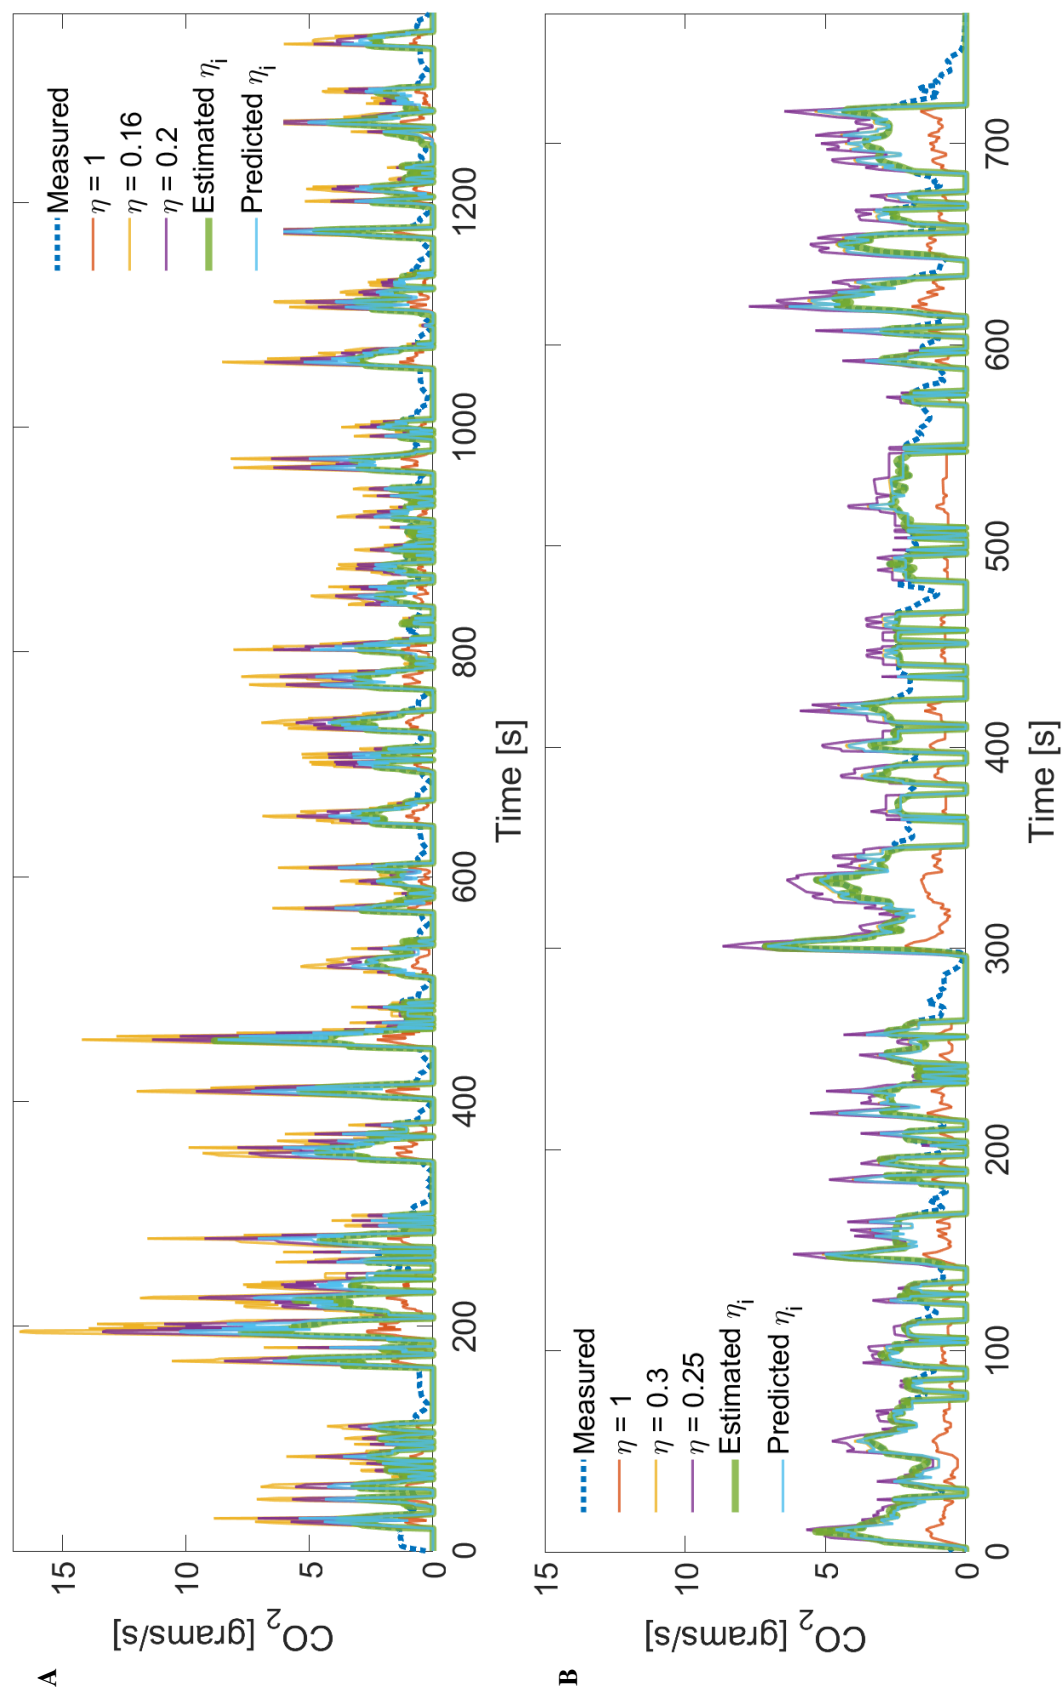 A
CO2 [grams/s]
15
10
5
0
0
200
400
600
800
1000
1200
Time [s]
Measured
η = 1
η = 0.16
η = 0.2
Estimated ηi
Predicted ηi
B
CO2 [grams/s]
15
10
5
0
0
100
200
300
400
500
600
700
Time [s]
Measured
η = 1
η = 0.3
η = 0.25
Estimated ηi
Predicted ηi